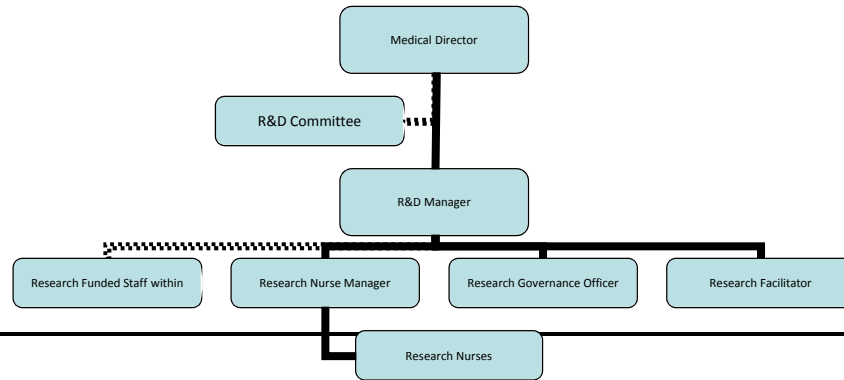 Medical Director
R&D Committee
R&D Manager
Research Funded Staff within
Research Nurse Manager
Research Governance Officer
Research Facilitator
Research Nurses